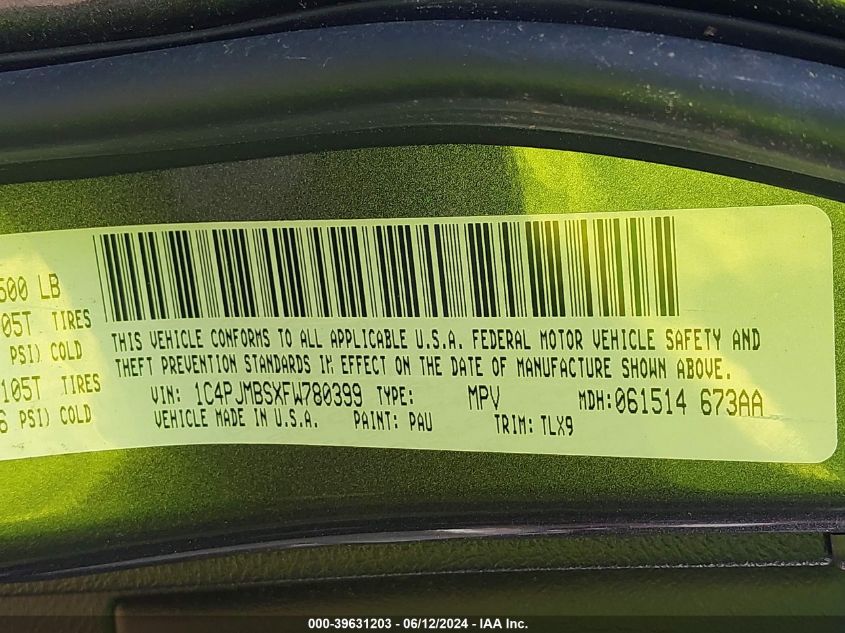 500 LB
05T TIRES
PSI) COLD
105T TIRES
6 PSI) COLD
THIS VEHICLE CONFORMS TO ALL APPLICABLE U.S.A. FEDERAL MOTOR VEHICLE SAFETY AND
THEFT PREVENTION STANDARDS IN EFFECT ON THE DATE OF MANUFACTURE SHOWN ABOVE.
VIN: 1C4PJMBSXFW780399 TYPE: MPV MDH:061514 673AA
VEHICLE MADE IN U.S.A. PAINT: PAU TRIM: TLX9
000-39631203 - 06/12/2024 - IAA Inc.